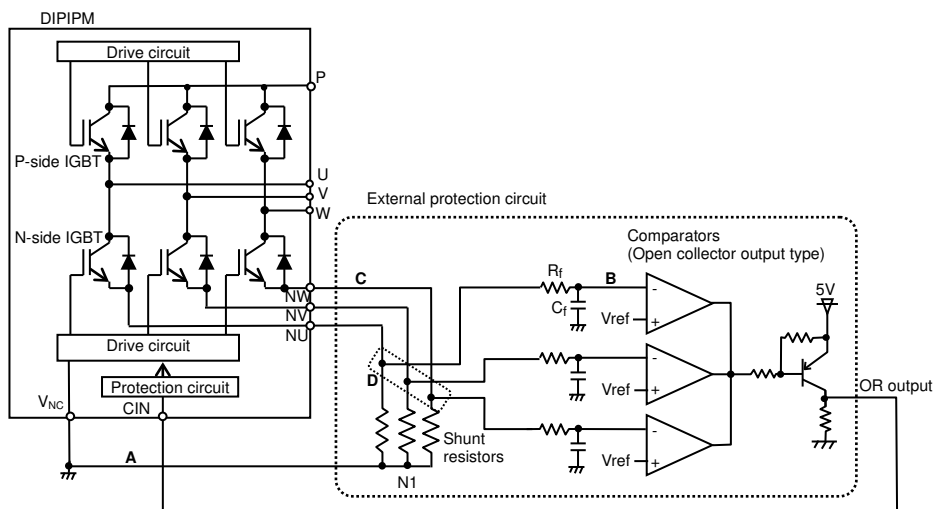 DIPIPM
Drive circuit
P
P-side IGBT
U
V
W
External protection circuit
N-side IGBT
Comparators
(Open collector output type)
NW
C
Rf
B
-
5V
NV
Cf
Vref
+
NU
Drive circuit
D
-
Protection circuit
Vref
+
OR output
VNC
CIN
-
Shunt
resistors
A
Vref
+
N1